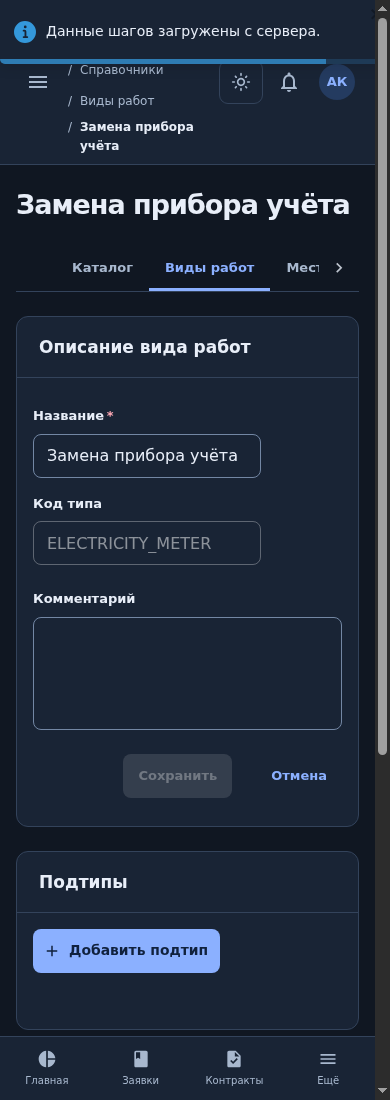 Данные шагов загружены с сервера.
/ Справочники
/ Виды работ
/ Замена прибора
учёта
АК
Замена прибора учёта
Каталог
Виды работ
Мест
Описание вида работ
Название *
Замена прибора учёта
Код типа
ELECTRICITY_METER
Комментарий
Сохранить
Отмена
Подтипы
+ Добавить подтип
Главная
Заявки
Контракты
Ещё